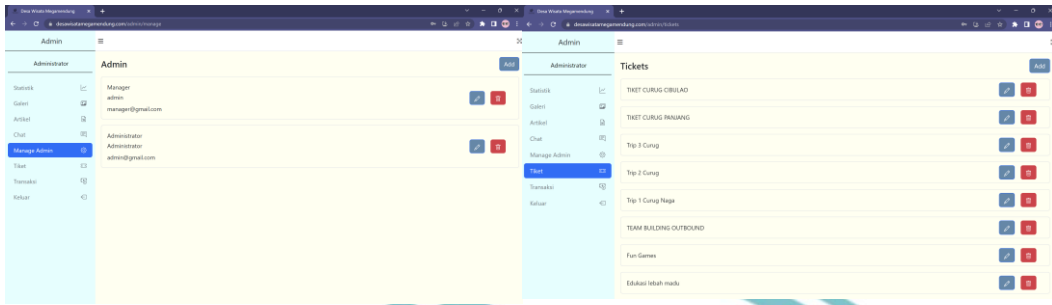 Desa Wisata Megamendung
desawisatamegamendung.com/admin/manage
Admin
Administrator
Statistik
Galeri
Artikel
Chat
Manage Admin
Tiket
Transaksi
Keluar
Admin
Add
Manager
admin
manager@gmail.com
Administrator
Administrator
admin@gmail.com
Desa Wisata Megamendung
desawisatamegamendung.com/admin/tickets
Admin
Administrator
Statistik
Galeri
Artikel
Chat
Manage Admin
Tiket
Transaksi
Keluar
Tickets
Add
TIKET CURUG CIBULAO
TIKET CURUG PANJANG
Trip 3 Curug
Trip 2 Curug
Trip 1 Curug Naga
TEAM BUILDING OUTBOUND
Fun Games
Edukasi lebah madu